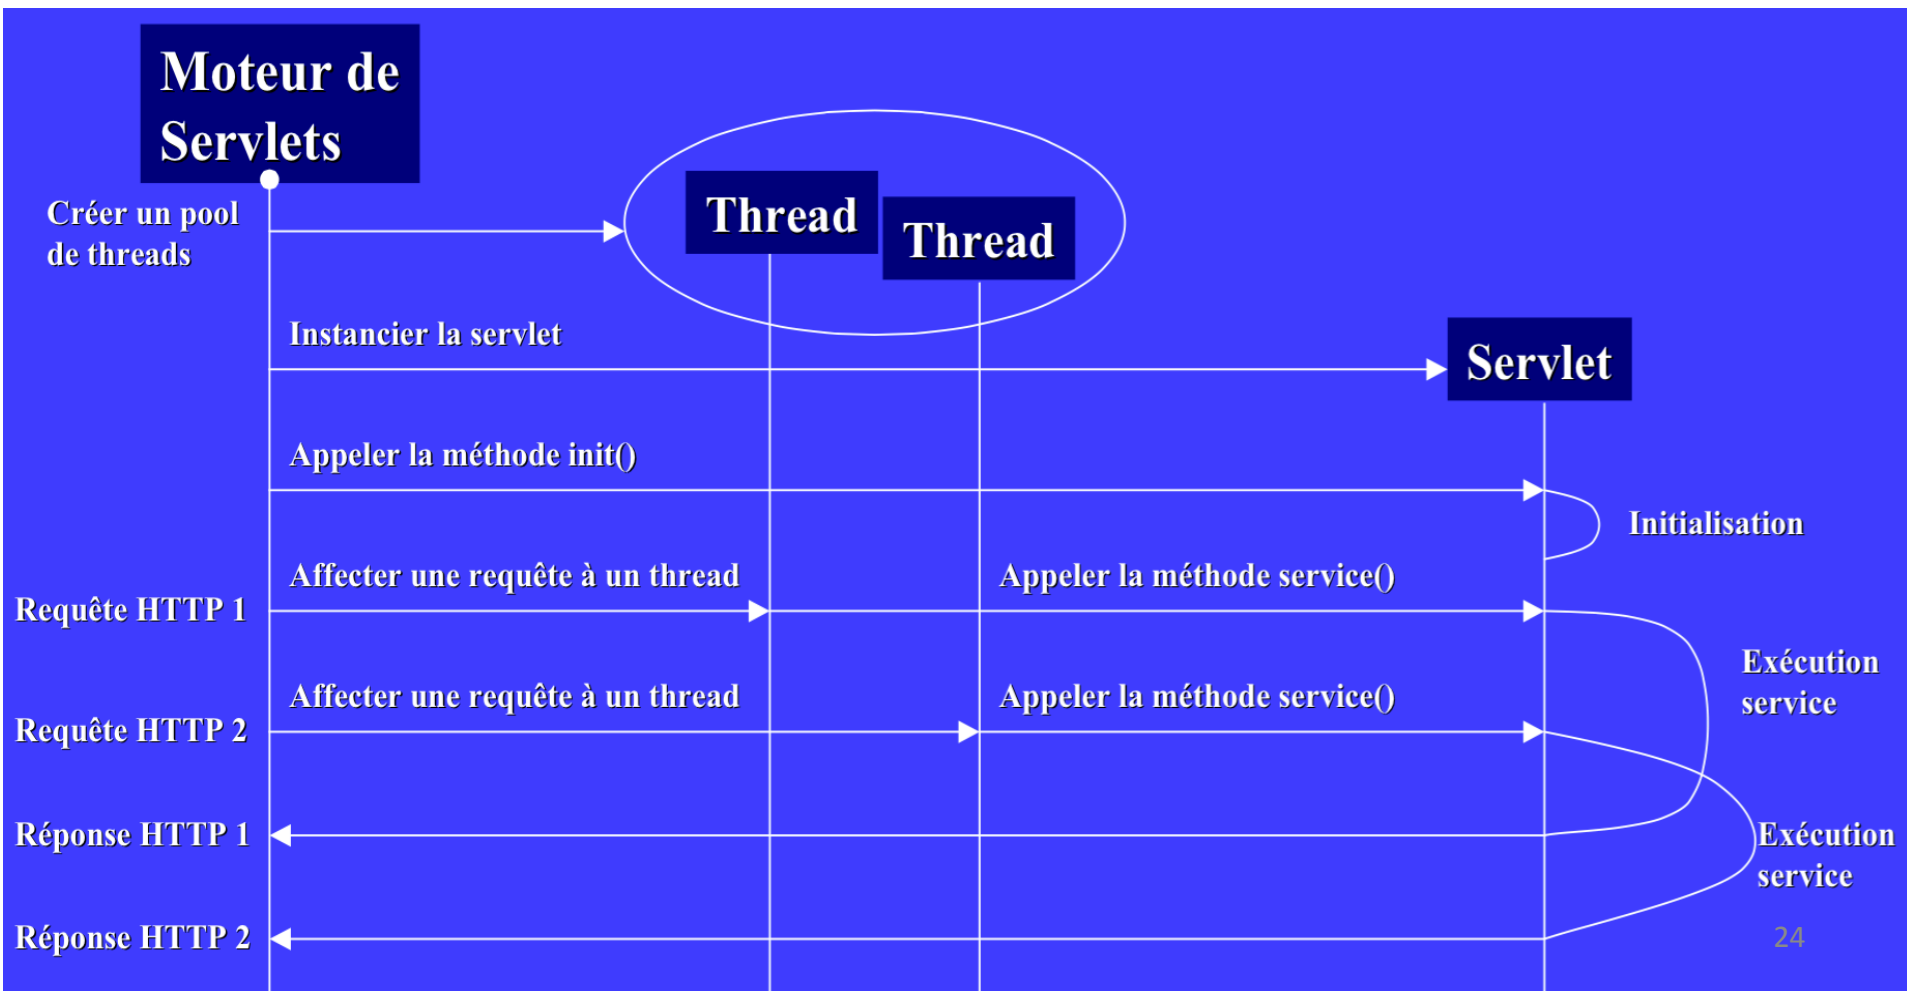 Moteur de
Servlets
Créer un pool
de threads
Thread
Thread
Instancier la servlet
Servlet
Appeler la méthode init()
Initialisation
Affecter une requête à un thread
Appeler la méthode service()
Requête HTTP 1
Exécution
service
Affecter une requête à un thread
Appeler la méthode service()
Requête HTTP 2
Réponse HTTP 1
Exécution
service
Réponse HTTP 2
24